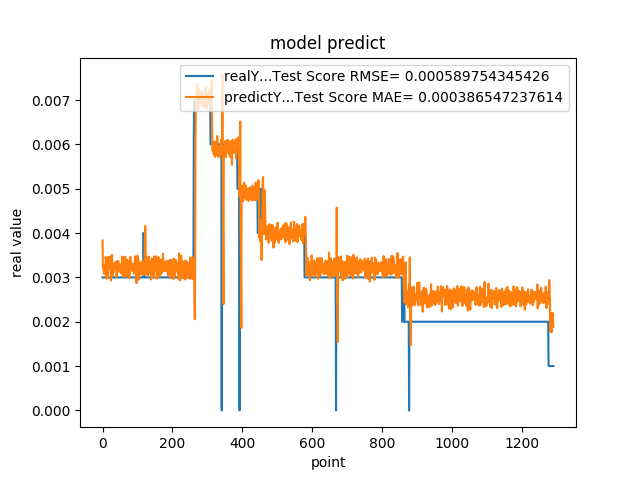 model predict
realY...Test Score RMSE= 0.000589754345426
predictY...Test Score MAE= 0.000386547237614
0.007
0.006
0.005
0.004
0.003
0.002
0.001
0.000
real value
0 200 400 600 800 1000 1200
point